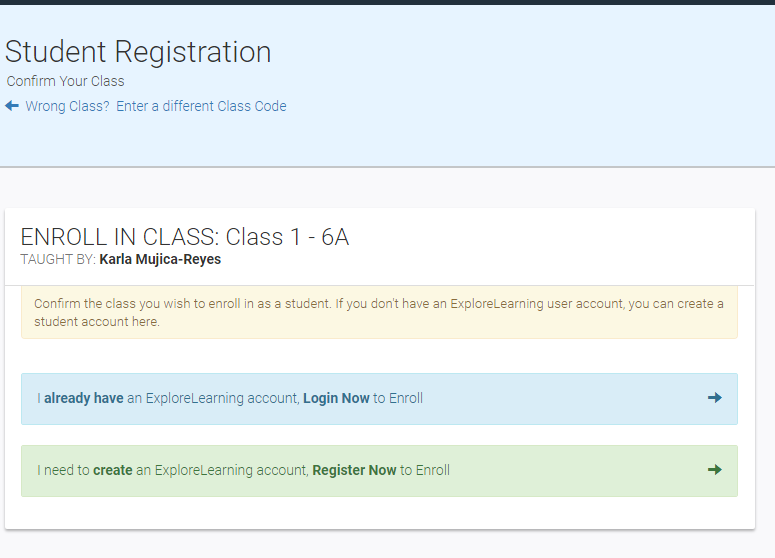 Student Registration
Confirm Your Class
Wrong Class? Enter a different Class Code
ENROLL IN CLASS: Class 1 - 6A
TAUGHT BY: Karla Mujica-Reyes
Confirm the class you wish to enroll in as a student. If you don't have an ExploreLearning user account, you can create a
student account here.
I already have an ExploreLearning account, Login Now to Enroll
I need to create an ExploreLearning account, Register Now to Enroll